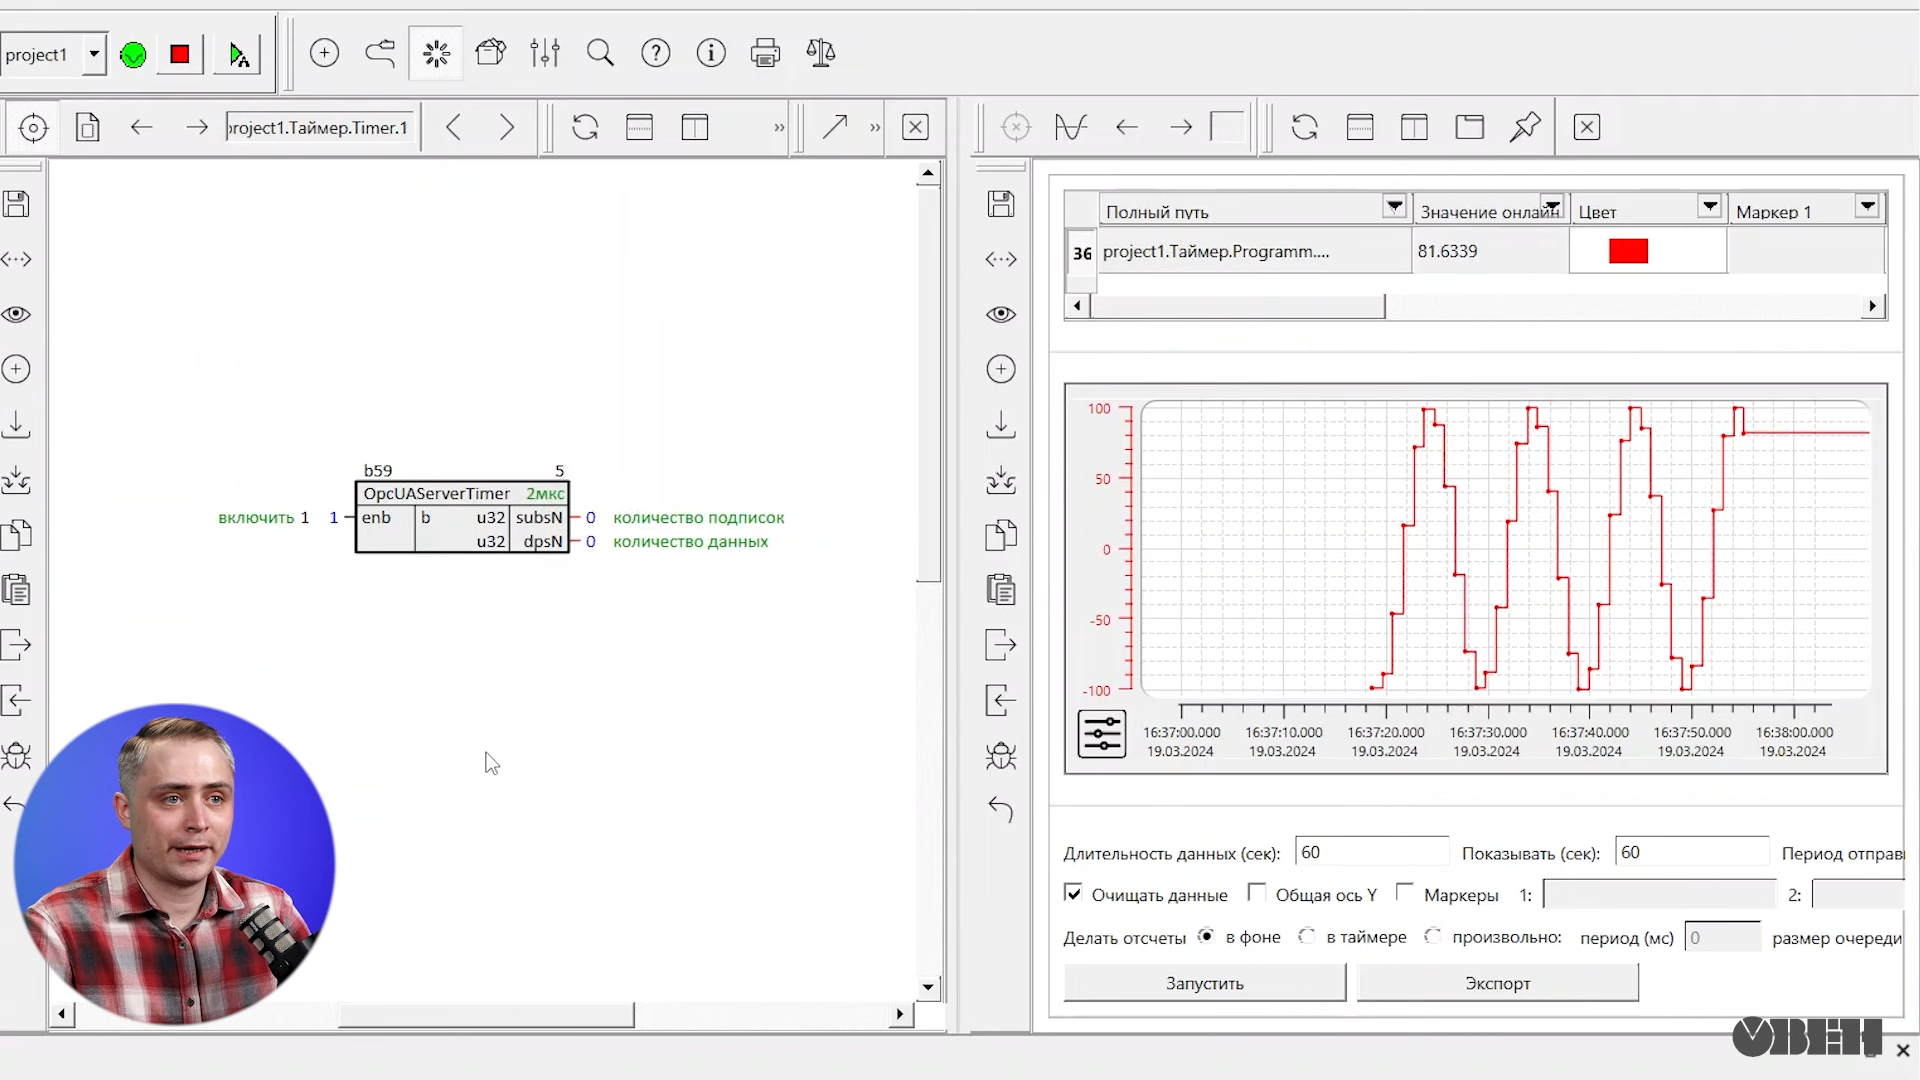 project1
roject1.Таймер.Timer.1
»
»
Полный путь
Значение онлайн
Цвет
Маркер 1
36
project1.Таймер.Programm....
81.6339
b59
5
OpcUAServerTimer 2мкс
включить 1 1 enb b u32 subsN 0 количество подписок
u32 dpsN 0 количество данных
100
50
0
-50
-100
16:37:00.000 16:37:10.000 16:37:20.000 16:37:30.000 16:37:40.000 16:37:50.000 16:38:00.000
19.03.2024 19.03.2024 19.03.2024 19.03.2024 19.03.2024 19.03.2024 19.03.2024
Длительность данных (сек): 60 Показывать (сек): 60 Период отправ
Очищать данные Общая ось Y Маркеры 1: 2:
Делать отсчеты в фоне в таймере произвольно: период (мс) 0 размер очереди
Запустить Экспорт
ОВЕН